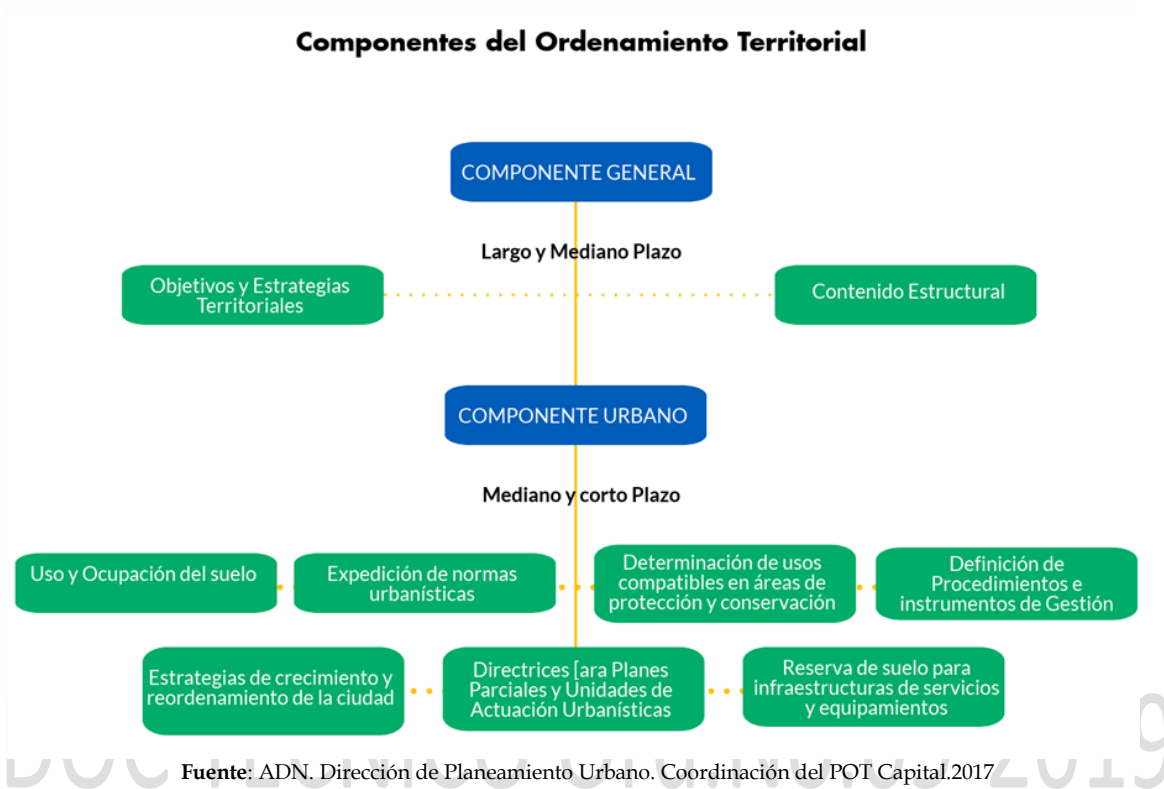 Componentes del Ordenamiento Territorial
COMPONENTE GENERAL
Largo y Mediano Plazo
Objetivos y Estrategias
Territoriales
Contenido Estructural
COMPONENTE URBANO
Mediano y corto Plazo
Uso y Ocupación del suelo
Expedición de normas
urbanísticas
Determinación de usos
compatibles en áreas de
protección y conservación
Definición de
Procedimientos e
instrumentos de Gestión
Estrategias de crecimiento y
reordenamiento de la ciudad
Directrices [ara Planes
Parciales y Unidades de
Actuación Urbanísticas
Reserva de suelo para
infraestructuras de servicios
y equipamientos
Fuente: ADN. Dirección de Planeamiento Urbano. Coordinación del POT Capital.2017